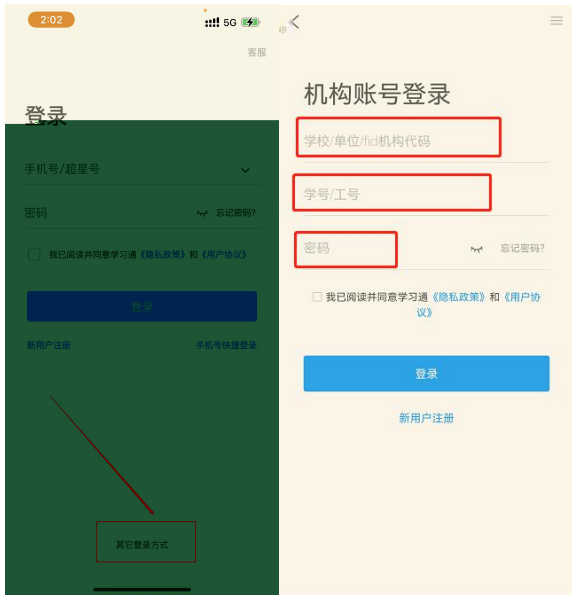 2:02
5G
客服
登录
手机号/超星号
密码
忘记密码?
我已阅读并同意学习通《隐私政策》和《用户协议》
登录
新用户注册
手机号快捷登录
其它登录方式
机构账号登录
学校/单位/fid机构代码
学号/工号
密码
忘记密码?
我已阅读并同意学习通《隐私政策》和《用户协
议》
登录
新用户注册